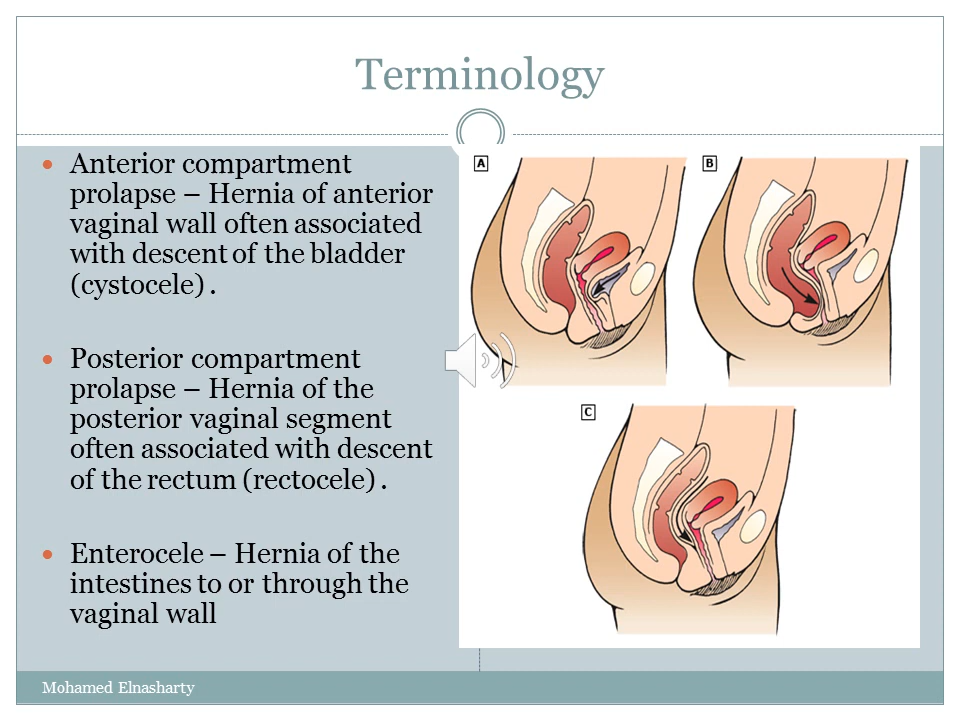 Terminology
Anterior compartment
prolapse – Hernia of anterior
vaginal wall often associated
with descent of the bladder
(cystocele) .
Posterior compartment
prolapse – Hernia of the
posterior vaginal segment
often associated with descent
of the rectum (rectocele) .
Enterocele – Hernia of the
intestines to or through the
vaginal wall
A
B
C
Mohamed Elnasharty